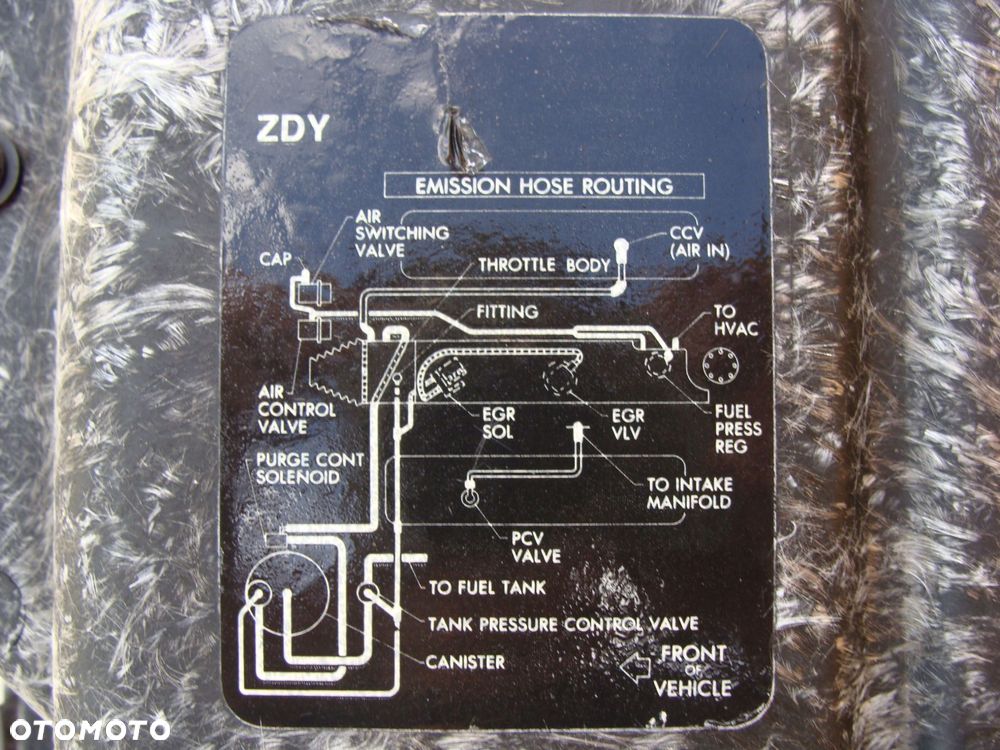 ZDY
EMISSION HOSE ROUTING
AIR
SWITCHING
VALVE
CCV
(AIR IN)
CAP
THROTTLE BODY
FITTING
TO
HVAC
AIR
CONTROL
VALVE
EGR
SOL
EGR
VLV
FUEL
PRESS
REG
PURGE CONT
SOLENOID
TO INTAKE
MANIFOLD
PCV
VALVE
TO FUEL TANK
TANK PRESSURE CONTROL VALVE
CANISTER
FRONT
OF
VEHICLE
OTOMOTO